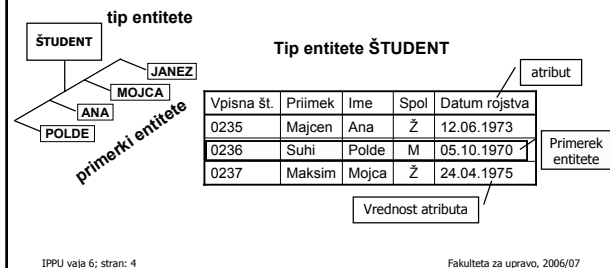 tip entitete
ŠTUDENT
JANEZ
MOJCA
ANA
POLDE
primerki entitete
Tip entitete ŠTUDENT
atribut
Vpisna št. Priimek Ime Spol Datum rojstva
0235 Majcen Ana Ž 12.06.1973
0236 Suhi Polde M 05.10.1970
0237 Maksim Mojca Ž 24.04.1975
Primerek
entitete
Vrednost atributa
IPPU vaja 6; stran: 4
Fakulteta za upravo, 2006/07